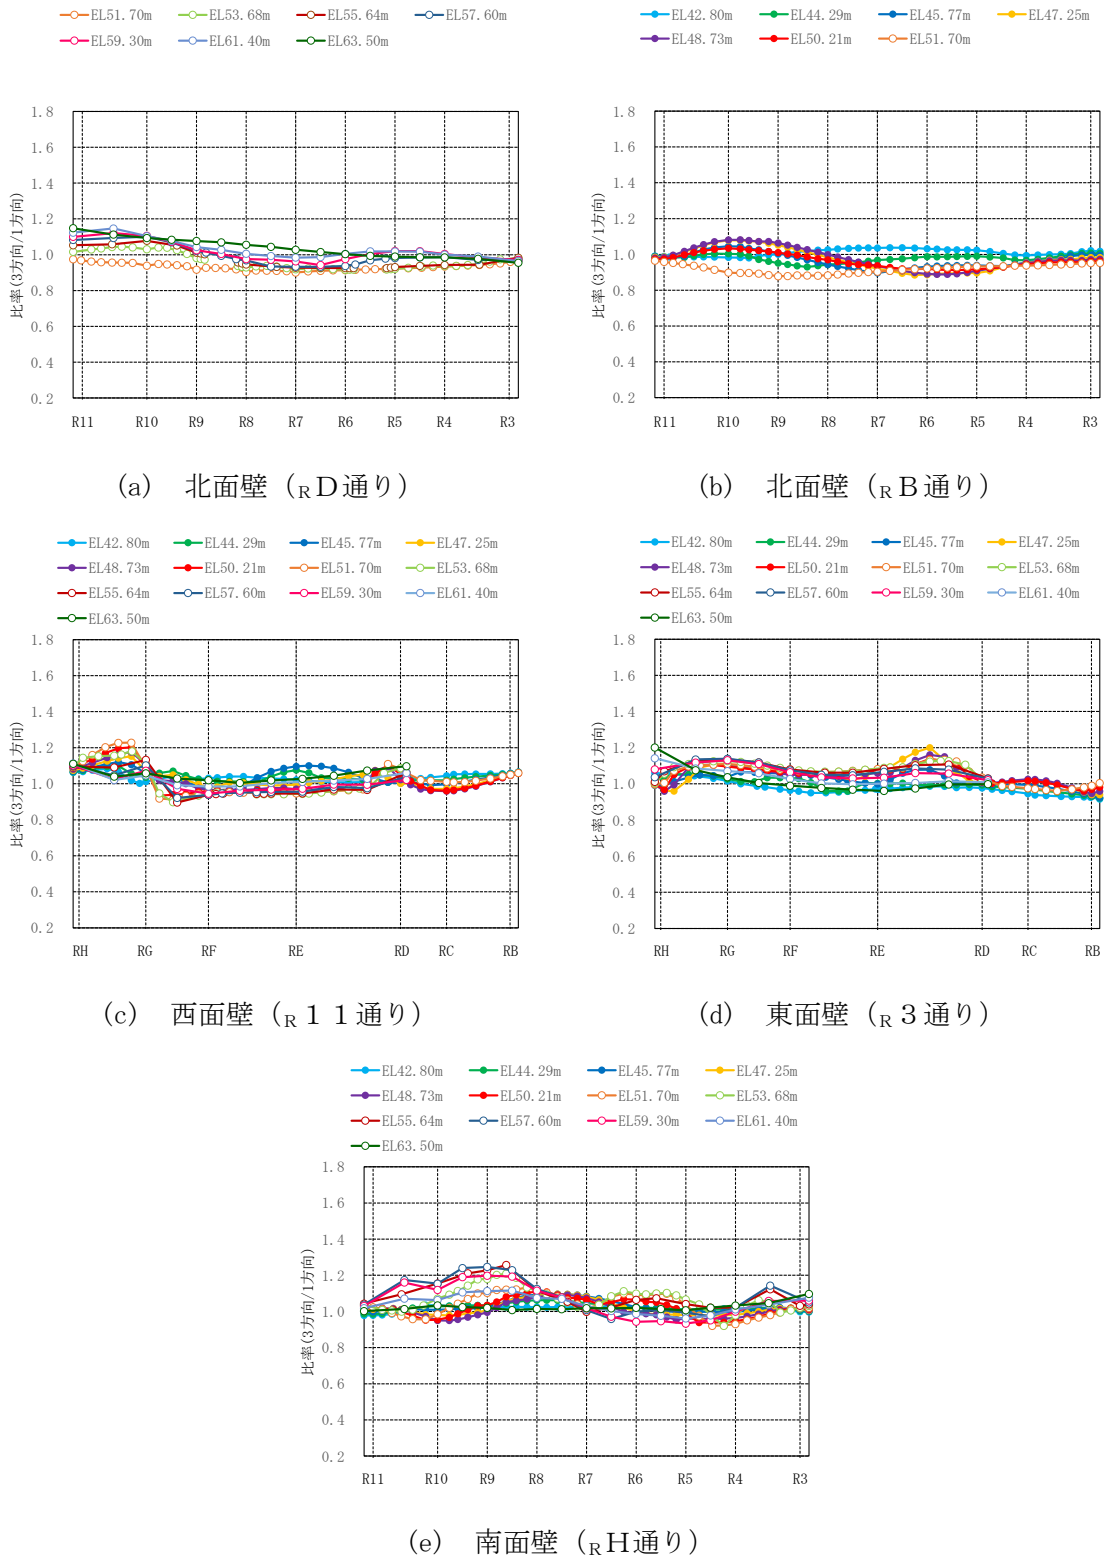 EL51.70m EL53.68m EL55.64m EL57.60m
EL59.30m EL61.40m EL63.50m
比率(3方向/1方向)
1.8
1.6
1.4
1.2
1.0
0.8
0.6
0.4
0.2
R11 R10 R9 R8 R7 R6 R5 R4 R3
(a) 北面壁（RＤ通り）
EL42.80m EL44.29m EL45.77m EL47.25m
EL48.73m EL50.21m EL51.70m
比率(3方向/1方向)
1.8
1.6
1.4
1.2
1.0
0.8
0.6
0.4
0.2
R11 R10 R9 R8 R7 R6 R5 R4 R3
(b) 北面壁（RＢ通り）
EL42.80m EL44.29m EL45.77m EL47.25m
EL48.73m EL50.21m EL51.70m EL53.68m
EL55.64m EL57.60m EL59.30m EL61.40m
EL63.50m
比率(3方向/1方向)
1.8
1.6
1.4
1.2
1.0
0.8
0.6
0.4
0.2
RH RG RF RE RD RC RB
(c) 西面壁（R１１通り）
EL42.80m EL44.29m EL45.77m EL47.25m
EL48.73m EL50.21m EL51.70m EL53.68m
EL55.64m EL57.60m EL59.30m EL61.40m
EL63.50m
比率(3方向/1方向)
1.8
1.6
1.4
1.2
1.0
0.8
0.6
0.4
0.2
RH RG RF RE RD RC RB
(d) 東面壁（R３通り）
EL42.80m EL44.29m EL45.77m EL47.25m
EL48.73m EL50.21m EL51.70m EL53.68m
EL55.64m EL57.60m EL59.30m EL61.40m
EL63.50m
比率(3方向/1方向)
1.8
1.6
1.4
1.2
1.0
0.8
0.6
0.4
0.2
R11 R10 R9 R8 R7 R6 R5 R4 R3
(e) 南面壁（RＨ通り）